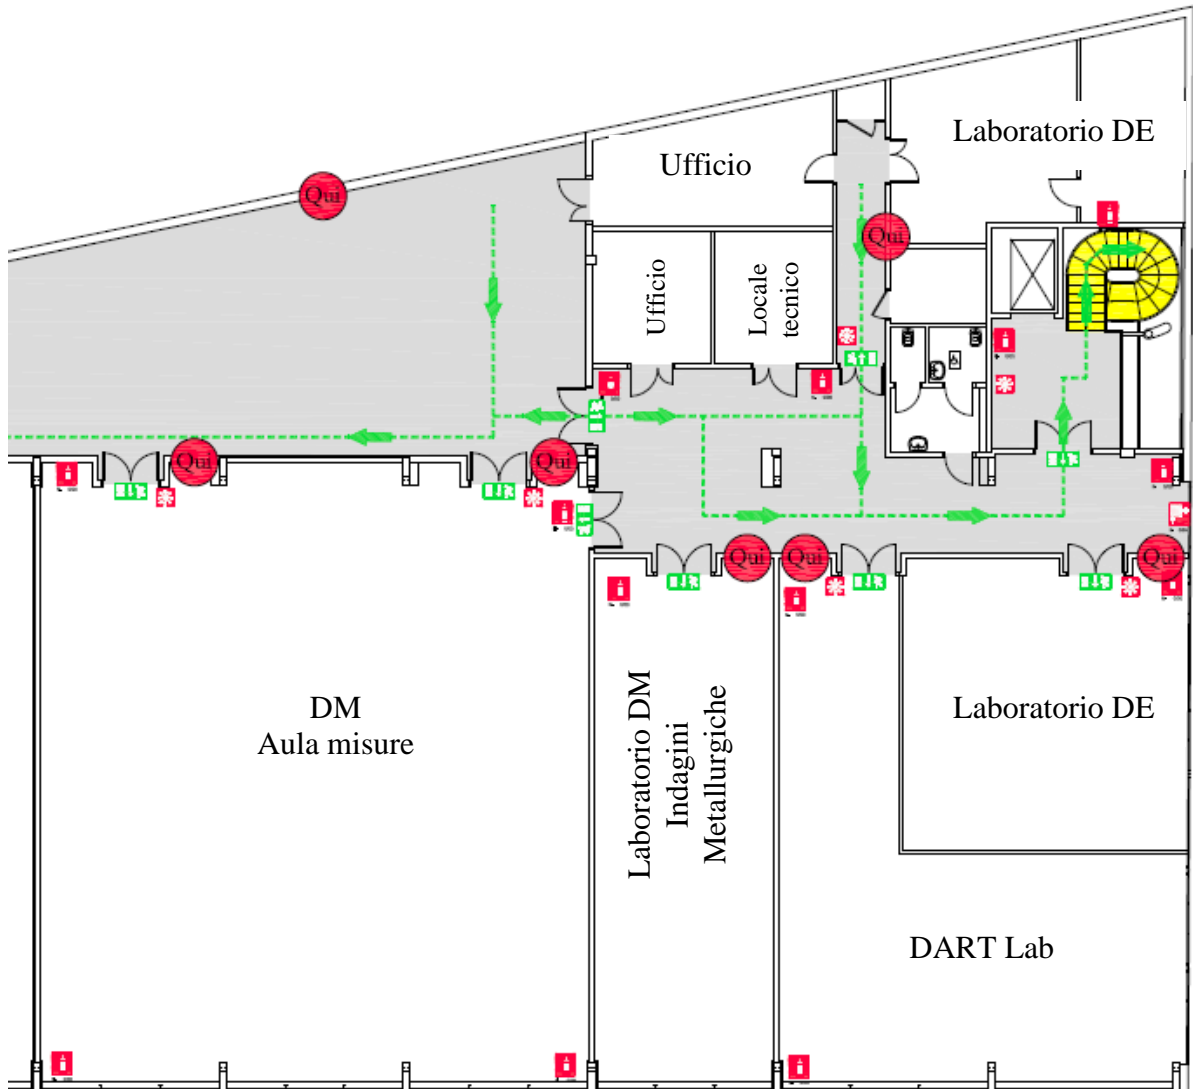 Laboratorio DE
Ufficio
Qui
Qui
Ufficio
Locale
tecnico
Qui
Qui
Qui
Qui
Qui
DM
Aula misure
Laboratorio DM
Indagini
Metallurgiche
Laboratorio DE
DART Lab